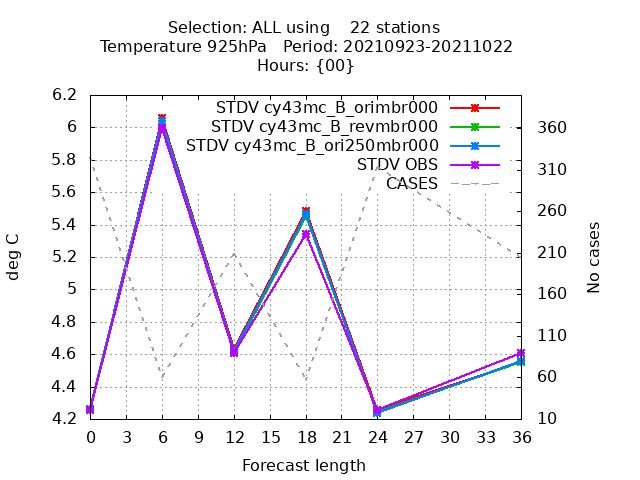 Selection: ALL using    22 stations
Temperature 925hPa   Period: 20210923-20211022
Hours: {00}
STDV cy43mc_B_orimbr000
STDV cy43mc_B_revmbr000
STDV cy43mc_B_ori250mbr000
STDV OBS
CASES
6.2
6
5.8
5.6
5.4
5.2
5
4.8
4.6
4.4
4.2
deg C
360
310
260
210
160
110
60
10
No cases
0 3 6 9 12 15 18 21 24 27 30 33 36
Forecast length